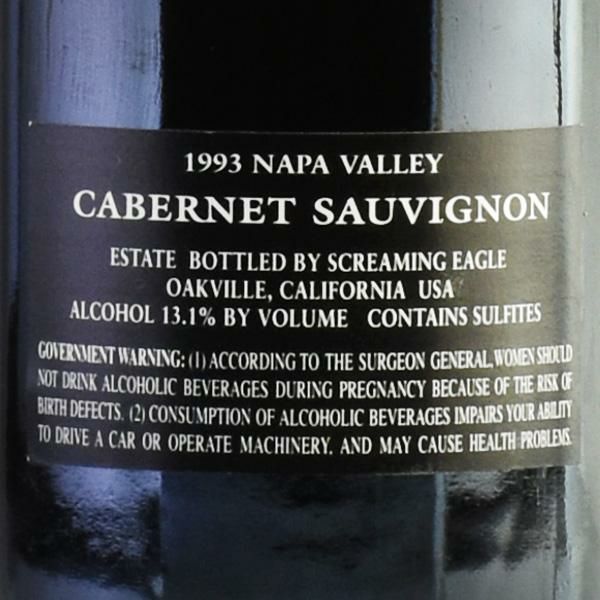 1993 NAPA VALLEY
CABERNET SAUVIGNON
ESTATE BOTTLED BY SCREAMING EAGLE
OAKVILLE, CALIFORNIA USA
ALCOHOL 13.1% BY VOLUME CONTAINS SULFITES
GOVERNMENT WARNING: (1) ACCORDING TO THE SURGEON GENERAL, WOMEN SHOULD
NOT DRINK ALCOHOLIC BEVERAGES DURING PREGNANCY BECAUSE OF THE RISK OF
BIRTH DEFECTS. (2) CONSUMPTION OF ALCOHOLIC BEVERAGES IMPAIRS YOUR ABILITY
TO DRIVE A CAR OR OPERATE MACHINERY, AND MAY CAUSE HEALTH PROBLEMS.